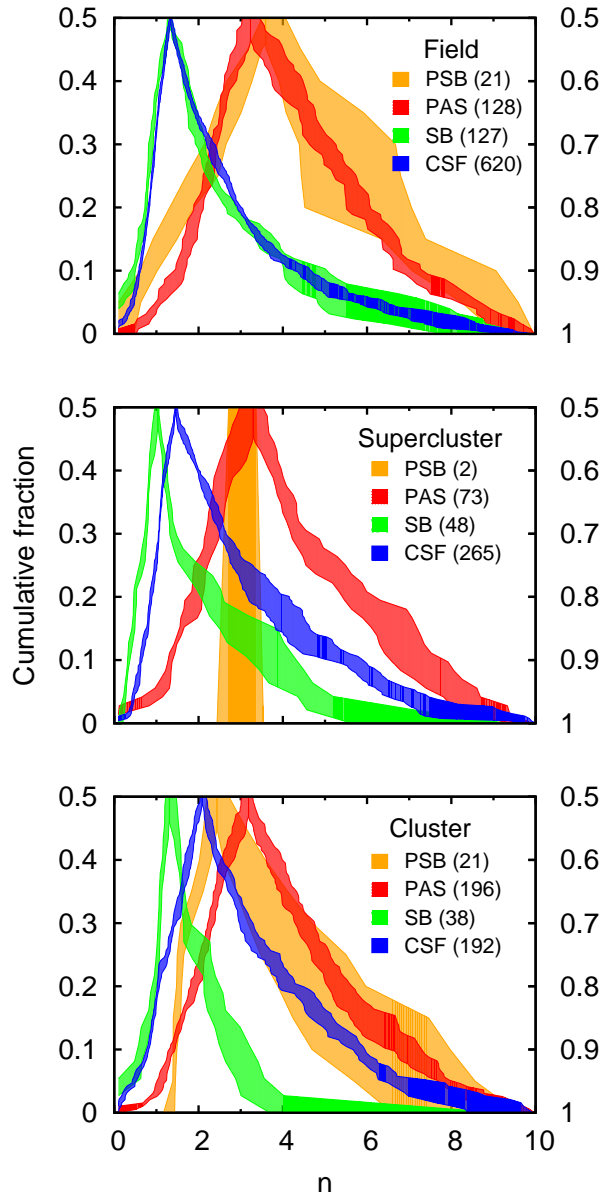 0.5
0.4
0.3
0.2
0.1
0
0.5
0.6
0.7
0.8
0.9
1
Field
PSB (21)
PAS (128)
SB (127)
CSF (620)
Cumulative fraction
0.5
0.4
0.3
0.2
0.1
0
0.5
0.6
0.7
0.8
0.9
1
Supercluster
PSB (2)
PAS (73)
SB (48)
CSF (265)
0.5
0.4
0.3
0.2
0.1
0
0.5
0.6
0.7
0.8
0.9
1
Cluster
PSB (21)
PAS (196)
SB (38)
CSF (192)
0 2 4 6 8 10
n